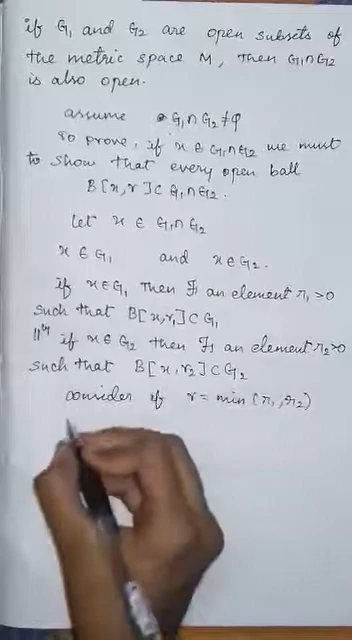 if G1 and G2 are open subsets of
the metric space M, then G1∩G2
is also open.
assume G1∩G2≠φ
To prove, if x ∈ G1∩G2 we must
to show that every open ball
B[x,r]⊂G1∩G2.
Let x ∈ G1∩G2
x ∈ G1 and x∈G2.
if x∈G1 then ∃ an element r1>0
such that B[x,r1]⊂G1
||ly if x∈G2 then ∃ an element r2>0
such that B[x,r2]⊂G2
consider if r = min(r1,r2)